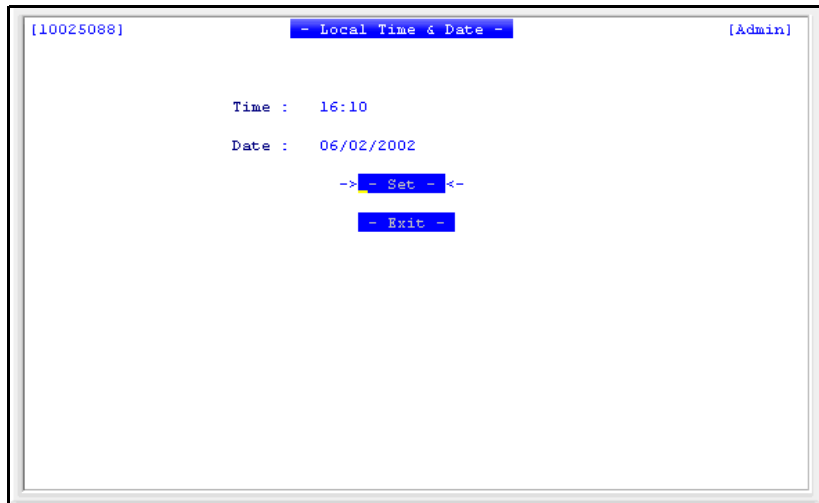 [10025088] - Local Time & Date - [Admin]
Time : 16:10
Date : 06/02/2002
-> - Set - <-
- Exit -